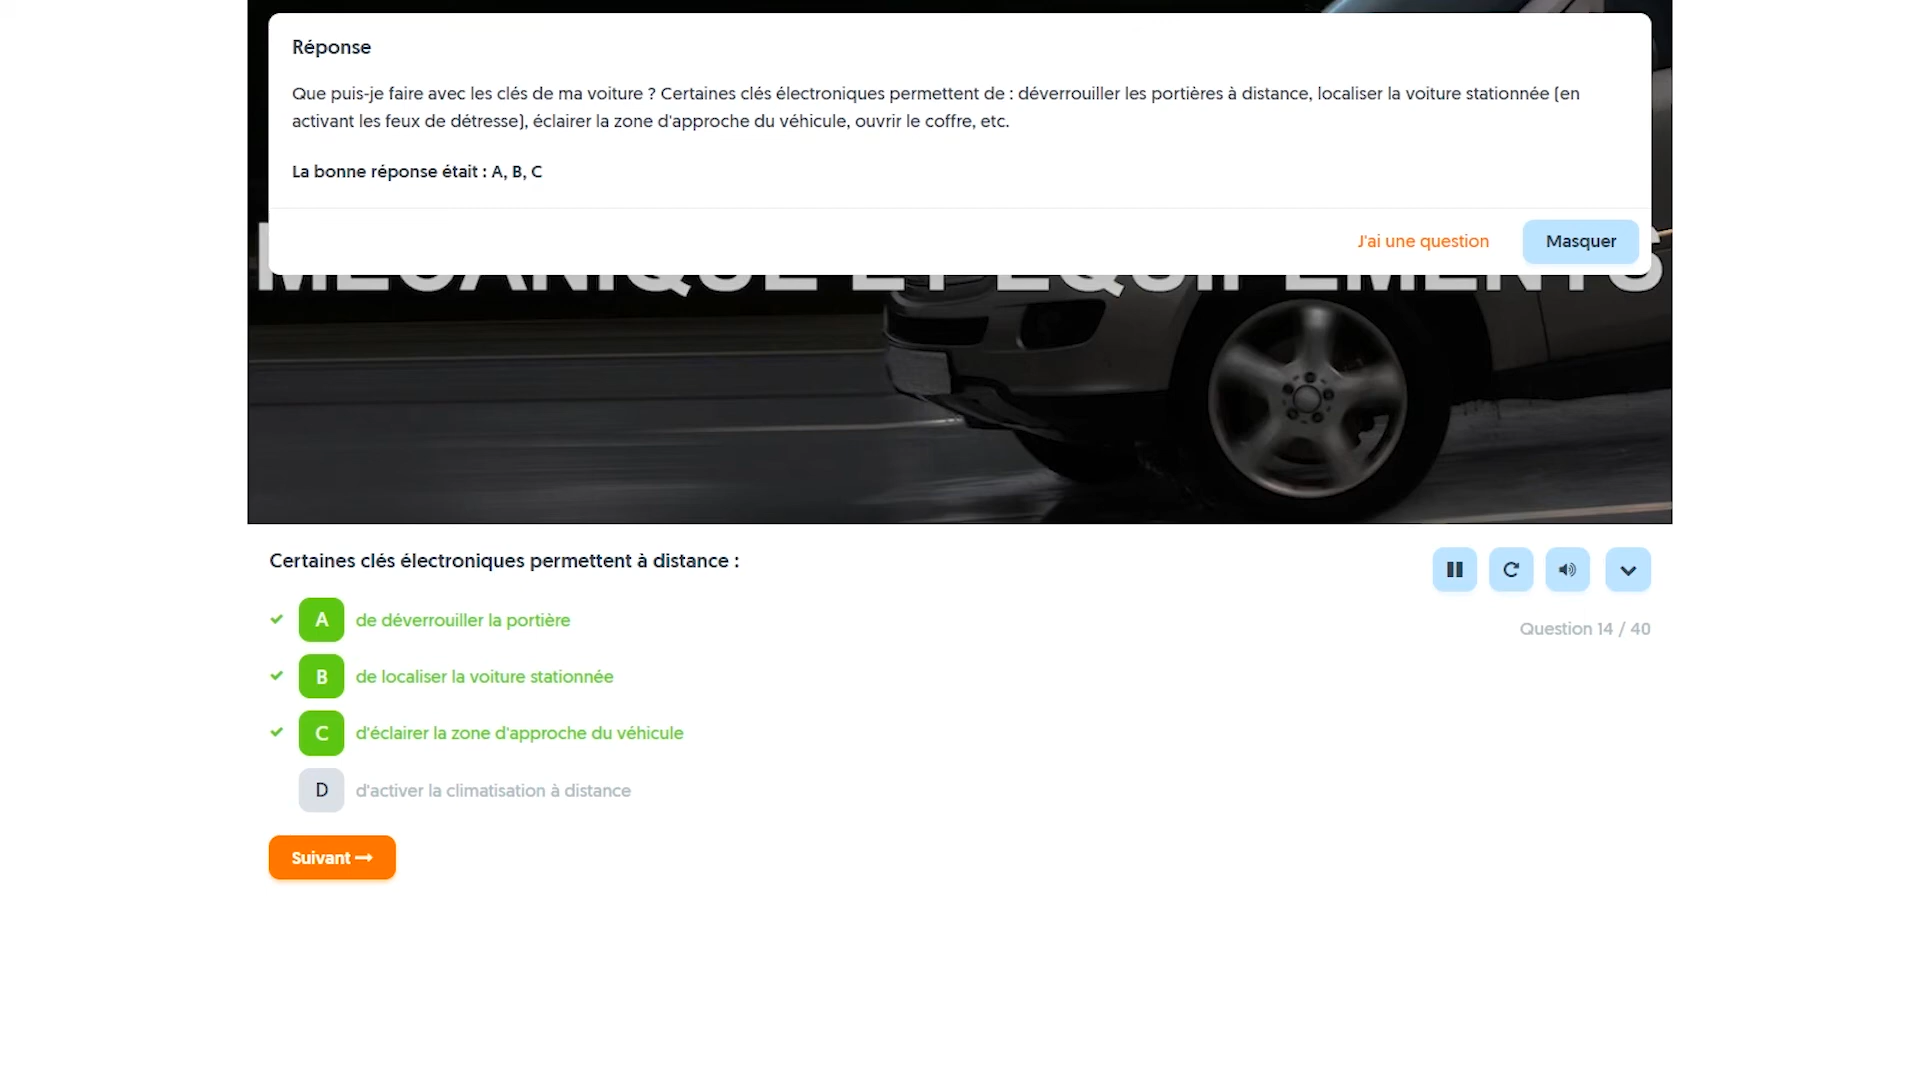 Réponse
Que puis-je faire avec les clés de ma voiture ? Certaines clés électroniques permettent de : déverrouiller les portières à distance, localiser la voiture stationnée (en
activant les feux de détresse), éclairer la zone d'approche du véhicule, ouvrir le coffre, etc.
La bonne réponse était : A, B, C
J'ai une question
Masquer
MÉCANIQUE ET ÉQUIPEMENTS
Certaines clés électroniques permettent à distance :
A de déverrouiller la portière
B de localiser la voiture stationnée
C d'éclairer la zone d'approche du véhicule
D d'activer la climatisation à distance
Question 14 / 40
Suivant →